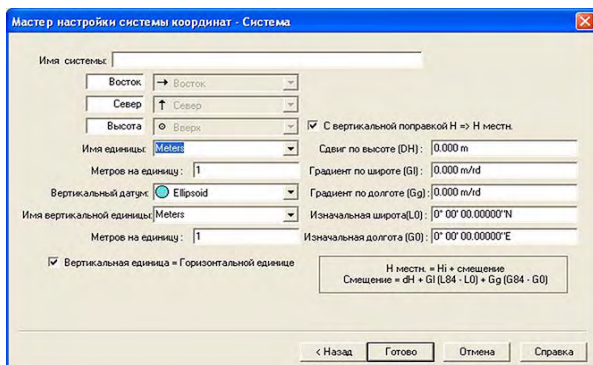 Мастер настройки системы координат - Система
Имя системы:
Восток → Восток
Север ↑ Север
Высота Вверх
С вертикальной поправкой H => H местн.
Имя единицы: Meters
Сдвиг по высоте (DH) : 0.000 m
Метров на единицу : 1
Градиент по широте (Gl) : 0.000 m/rd
Вертикальный датум: Ellipsoid
Градиент по долготе (Gg) : 0.000 m/rd
Имя вертикальной единицы: Meters
Изначальная широта(L0) : 0° 00' 00.00000"N
Метров на единицу : 1
Изначальная долгота (G0) : 0° 00' 00.00000"E
Вертикальная единица = Горизонтальной единице
H местн. = Hi + смещение
Смещение = dH + Gl (L84 - L0) + Gg (G84 - G0)
< Назад Готово Отмена Справка